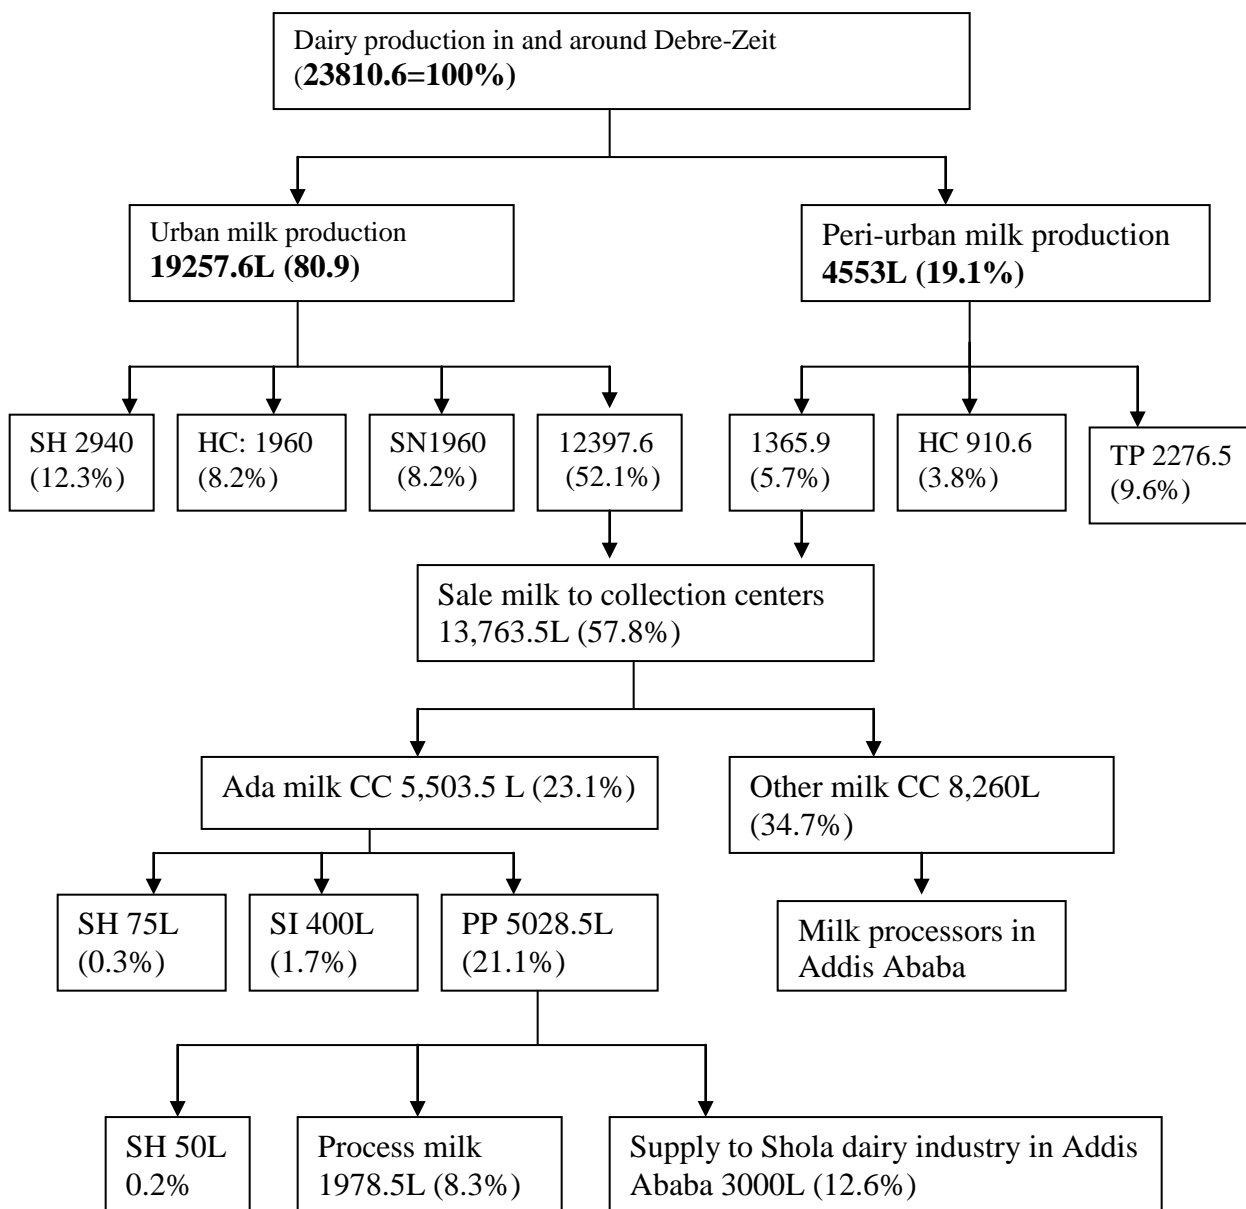 Dairy production in and around Debre-Zeit
(23810.6=100%)
Urban milk production
19257.6L (80.9)
Peri-urban milk production
4553L (19.1%)
SH 2940
(12.3%)
HC: 1960
(8.2%)
SN1960
(8.2%)
12397.6
(52.1%)
1365.9
(5.7%)
HC 910.6
(3.8%)
TP 2276.5
(9.6%)
Sale milk to collection centers
13,763.5L (57.8%)
Ada milk CC 5,503.5 L (23.1%)
Other milk CC 8,260L
(34.7%)
SH 75L
(0.3%)
SI 400L
(1.7%)
PP 5028.5L
(21.1%)
Milk processors in
Addis Ababa
SH 50L
0.2%
Process milk
1978.5L (8.3%)
Supply to Shola dairy industry in Addis
Ababa 3000L (12.6%)